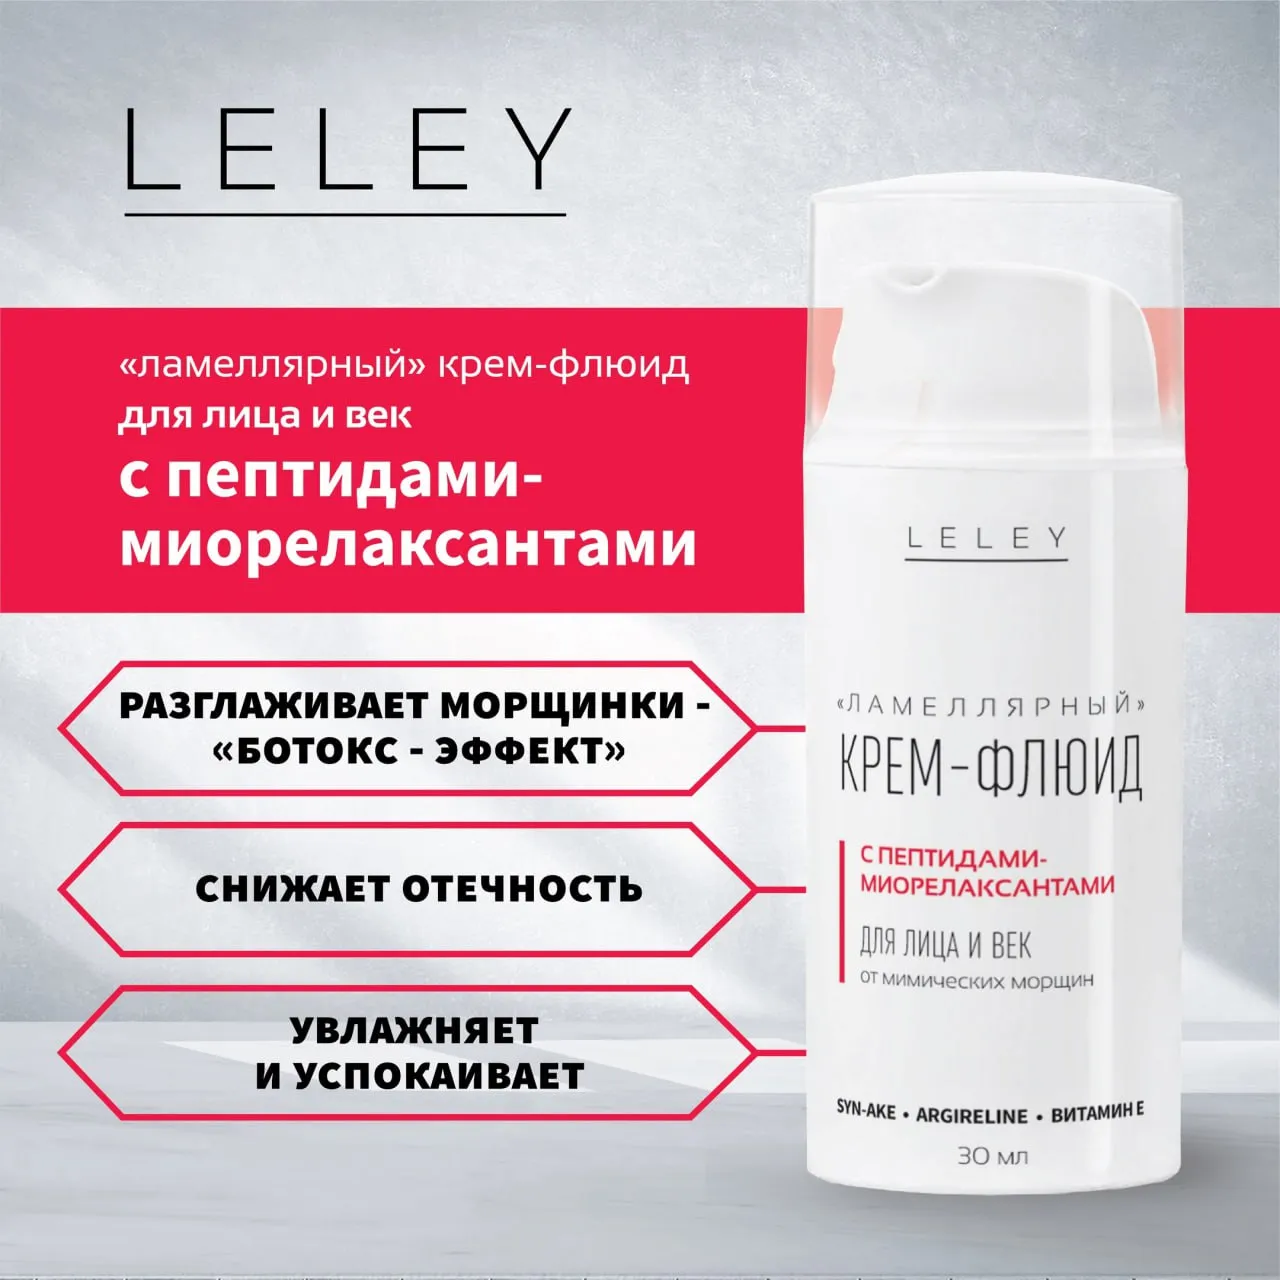 LELEY
«ламеллярный» крем-флюид
для лица и век
с пептидами-
миорелаксантами
РАЗГЛАЖИВАЕТ МОРЩИНКИ -
«БОТОКС - ЭФФЕКТ»
СНИЖАЕТ ОТЕЧНОСТЬ
УВЛАЖНЯЕТ
И УСПОКАИВАЕТ
LELEY
«ЛАМЕЛЛЯРНЫЙ»
КРЕМ-ФЛЮИД
С ПЕПТИДАМИ-
МИОРЕЛАКСАНТАМИ
ДЛЯ ЛИЦА И ВЕК
ОТ МИМИЧЕСКИХ МОРЩИН
SYN-AKE • ARGIRELINE • ВИТАМИН Е
30 МЛ